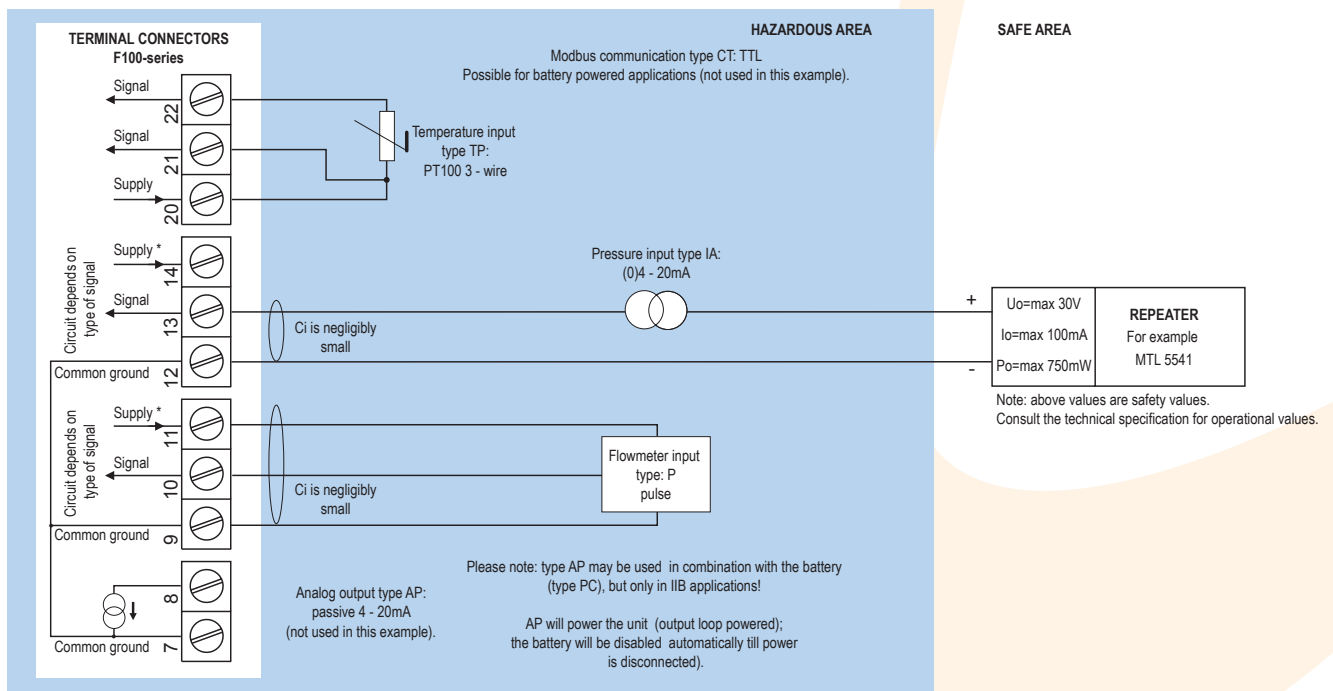 HAZARDOUS AREA
SAFE AREA
TERMINAL CONNECTORS
F100-series
Modbus communication type CT: TTL
Possible for battery powered applications (not used in this example).
Signal
22
Signal
21
Supply
20
Temperature input
type TP:
PT100 3 - wire
Circuit depends on
type of signal
Supply *
14
Signal
13
Common ground
12
Ci is negligibly
small
Pressure input type IA:
(0)4 - 20mA
+
-
Uo=max 30V
Io=max 100mA
Po=max 750mW
REPEATER
For example
MTL 5541
Note: above values are safety values.
Consult the technical specification for operational values.
Circuit depends on
type of signal
Supply *
11
Signal
10
Common ground
9
Ci is negligibly
small
Flowmeter input
type: P
pulse
8
Common ground
7
Analog output type AP:
passive 4 - 20mA
(not used in this example).
Please note: type AP may be used in combination with the battery
(type PC), but only in IIB applications!
AP will power the unit (output loop powered);
the battery will be disabled automatically till power
is disconnected).